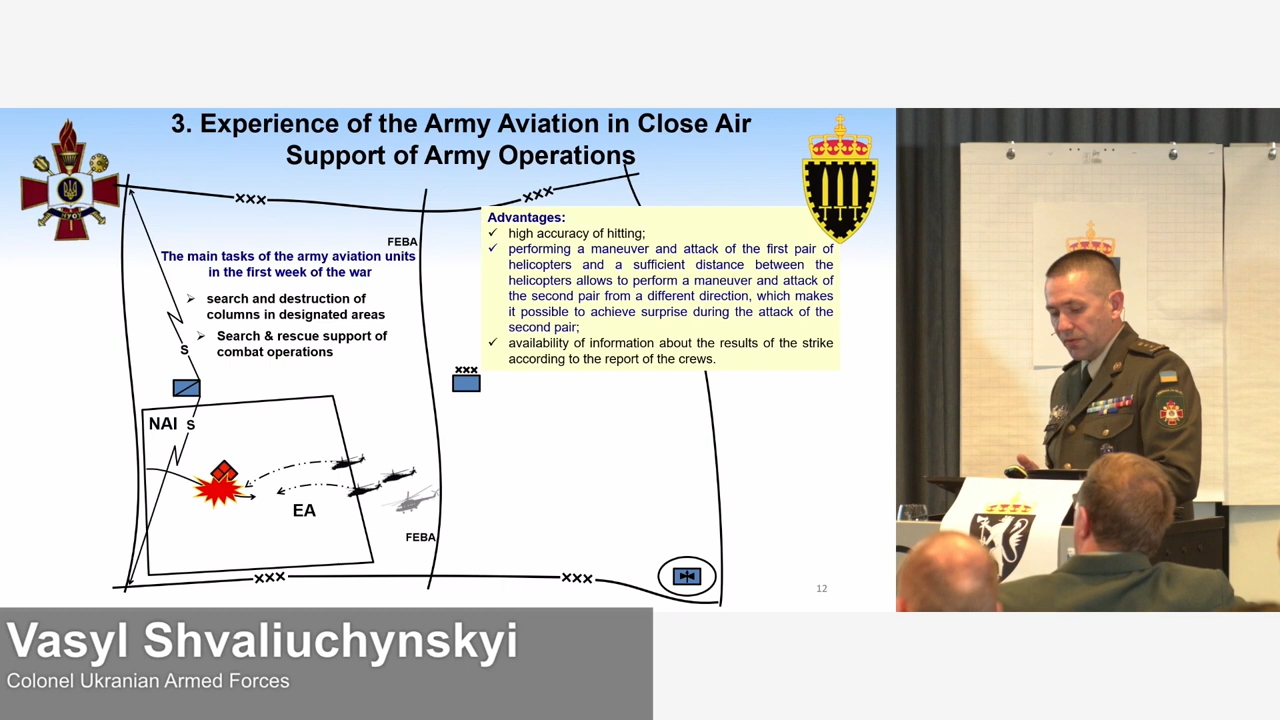 3. Experience of the Army Aviation in Close Air
Support of Army Operations
xxx
xxx
FEBA
The main tasks of the army aviation units
in the first week of the war
search and destruction of
columns in designated areas
Search & rescue support of
combat operations
S
NAI S
EA
FEBA
xxx
xxx
Advantages:
high accuracy of hitting;
performing a maneuver and attack of the first pair of
helicopters and a sufficient distance between the
helicopters allows to perform a maneuver and attack of
the second pair from a different direction, which makes
it possible to achieve surprise during the attack of the
second pair;
availability of information about the results of the strike
according to the report of the crews.
xxx
12
Vasyl Shvaliuchynskyi
Colonel Ukranian Armed Forces